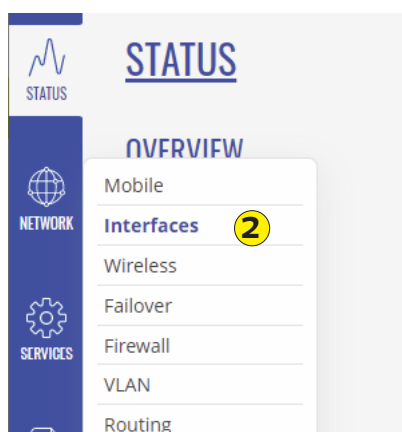 STATUS
STATUS
OVERVIEW
NETWORK
Mobile
Interfaces 2
Wireless
Failover
SERVICES
Firewall
VLAN
Routing